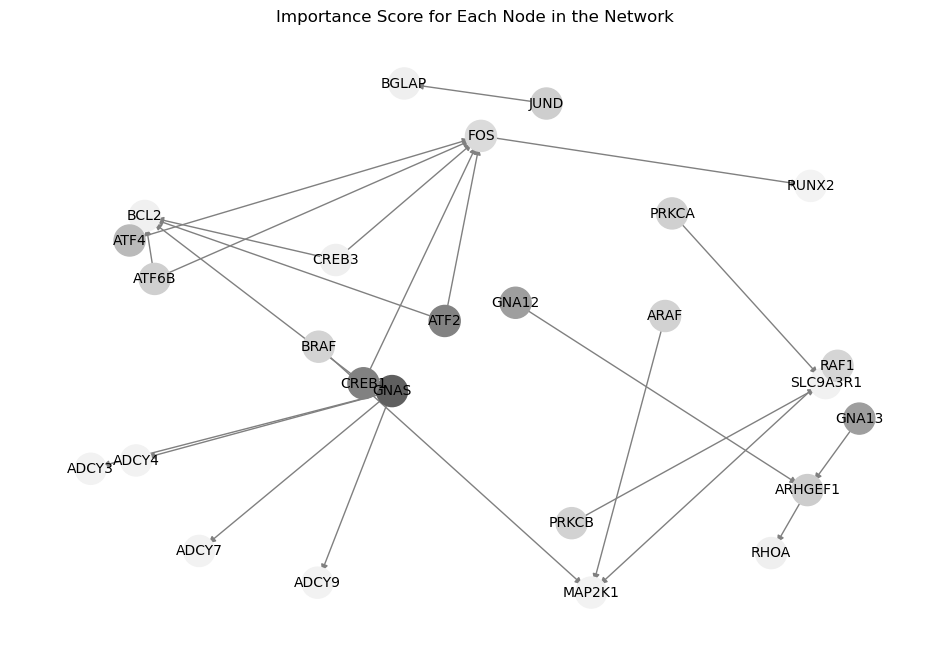 Importance Score for Each Node in the Network
BGLAP
JUND
FOS
RUNX2
PRKCA
BCL2
ATF4
CREB3
ATF6B
GNA12
ARAF
ATF2
BRAF
RAF1
CREB1
SLC9A3R1
GNAS
GNA13
ADCY4
ADCY3
ARHGEF1
PRKCB
ADCY7
RHOA
ADCY9
MAP2K1